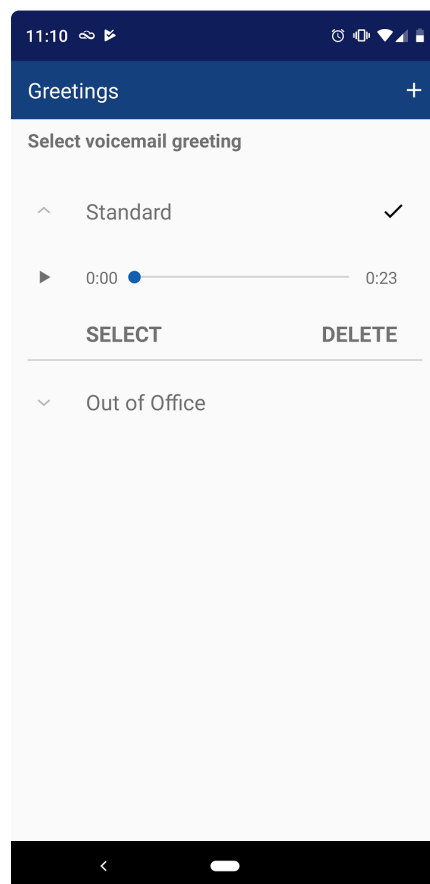 11:10
Greetings
Select voicemail greeting
Standard
0:00 0:23
SELECT DELETE
Out of Office